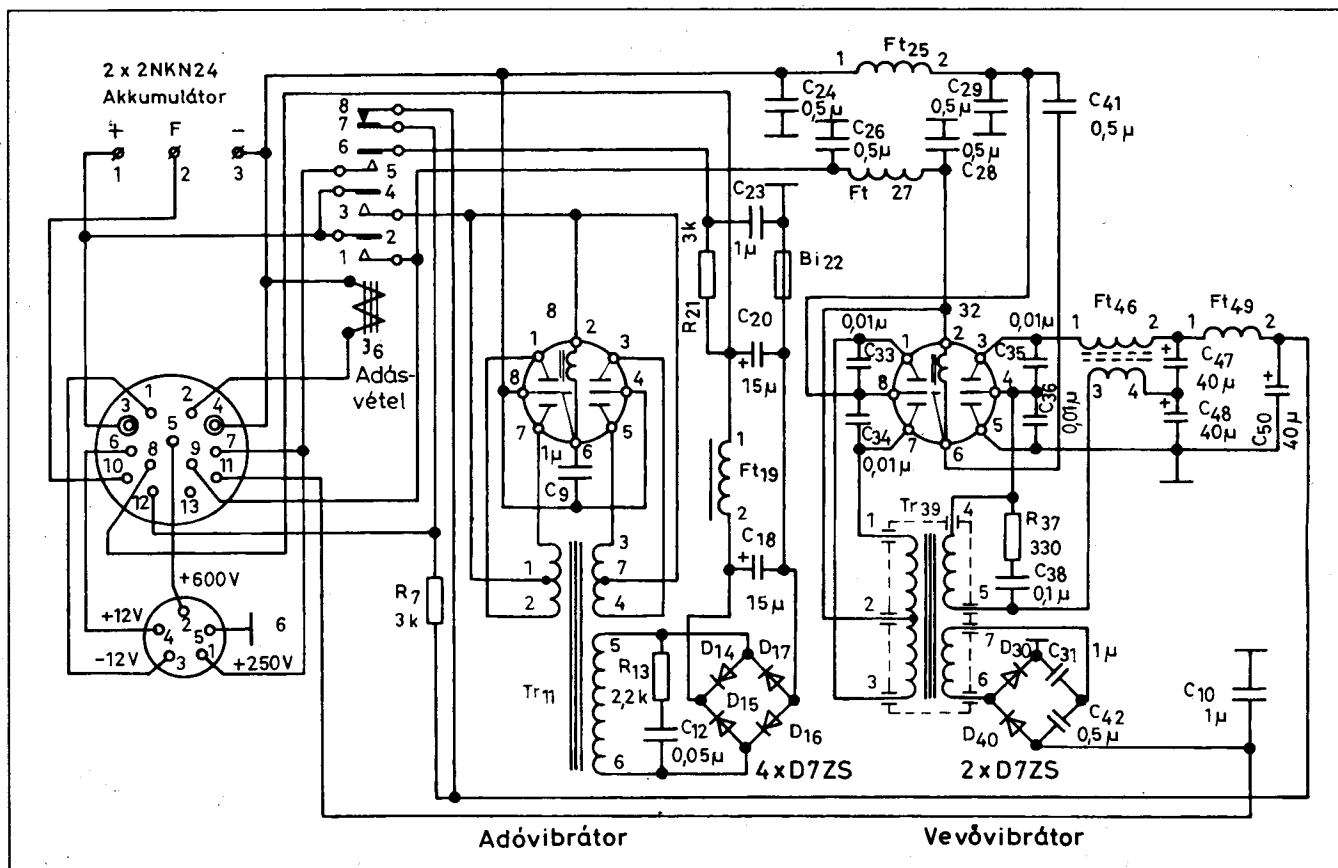 2 x 2NKN24
Akkumulátor
+ F -
1 2 3
8
7
6
5
4
3
2
1
36
Adás-
vétel
1 2
3 5 4
6 8 9 7
10 11
12 13
+600V
+12V
-12V
+250V
2
4 5
3 1
6
R7
3k
8
1 2 3
8 4
7 6 5
1μ
C9
1 3
2 7
4
Tr11
5
6
R13
2,2k
C12
0,05μ
D14 D17
D15
D16
4xD7ZS
3k
R21
C23
1μ
Bi22
C20
+
15μ
1
Ft19
2
C18
+
15μ
1 Ft25 2
C24
0,5μ
C26
0,5μ
0,5μ
C28
C29
0,5μ
C41
0,5μ
Ft 27
32
0,01μ
C33
C34
0,01μ
1 2 3
8 4
7 6 5
0,01μ
C35
C36
0,01μ
Ft46
1 2
3 4
Ft49
1 2
+ C47
40μ
+ C48
40μ
+
C50
40μ
Tr39
1 4
2 5
3 7
6
R37
330
C38
0,1μ
D30
C31
1μ
D40
C42
0,5μ
2xD7ZS
C10
1μ
Adóvibrátor
Vevővibrátor